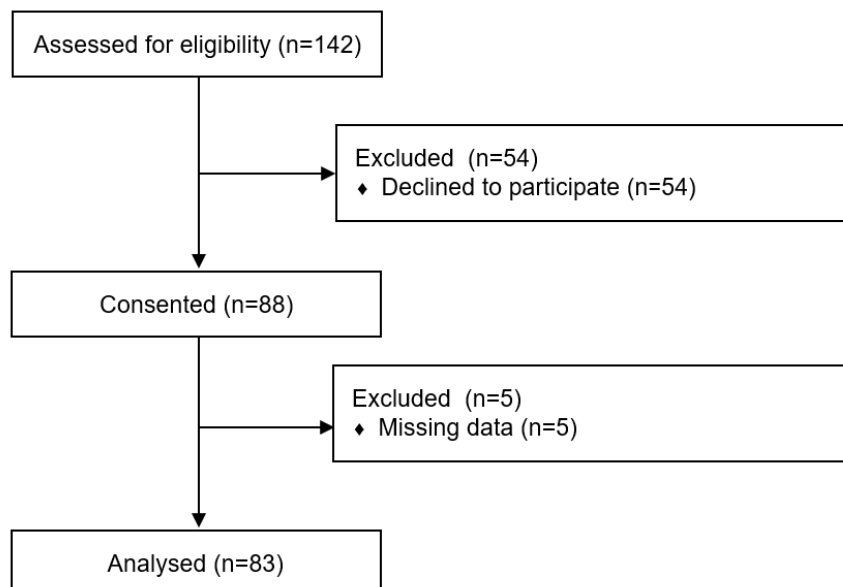 Assessed for eligibility (n=142)
Excluded  (n=54)
♦ Declined to participate (n=54)
Consented (n=88)
Excluded  (n=5)
♦ Missing data (n=5)
Analysed (n=83)